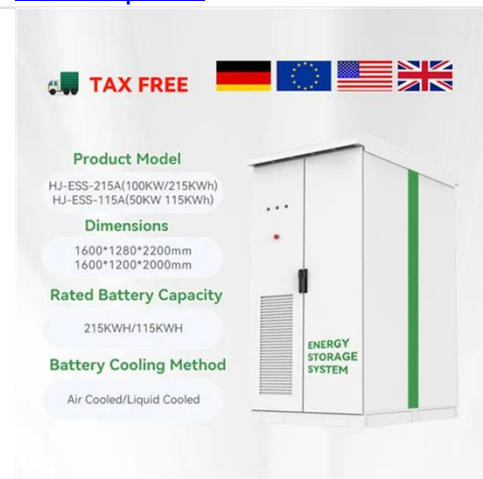 TAX FREE
Product Model
HJ-ESS-215A(100KW/215KWh)
HJ-ESS-115A(50KW 115KWh)
Dimensions
1600*1280*2200mm
1600*1200*2000mm
Rated Battery Capacity
215KWH/115KWH
Battery Cooling Method
Air Cooled/Liquid Cooled
ENERGY
STORAGE
SYSTEM